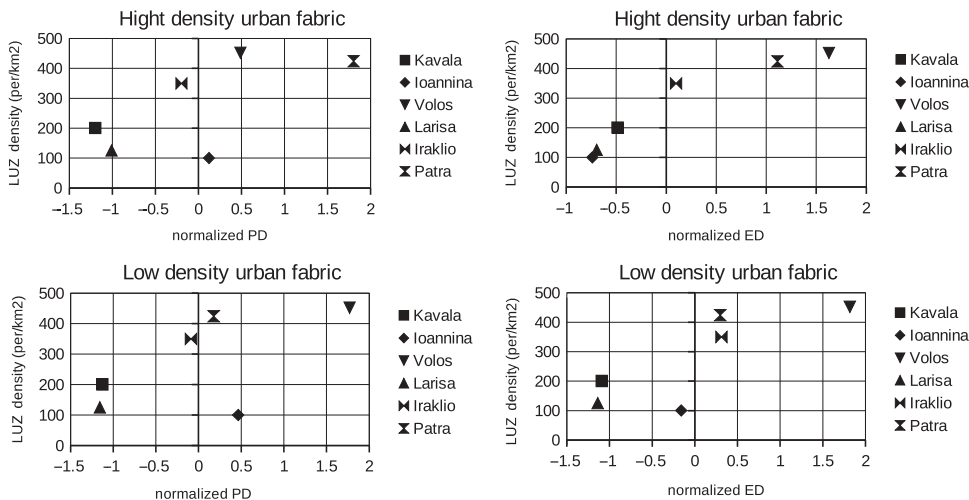 Hight density urban fabric
LUZ density (per/km2)
500
400
300
200
100
0
−1.5 −1 −0.5 0 0.5 1 1.5 2
normalized PD
Kavala
Ioannina
Volos
Larisa
Iraklio
Patra
Hight density urban fabric
LUZ density (per/km2)
500
400
300
200
100
0
−1 −0.5 0 0.5 1 1.5 2
normalized ED
Kavala
Ioannina
Volos
Larisa
Iraklio
Patra
Low density urban fabric
LUZ density (per/km2)
500
400
300
200
100
0
−1.5 −1 −0.5 0 0.5 1 1.5 2
normalized PD
Kavala
Ioannina
Volos
Larisa
Iraklio
Patra
Low density urban fabric
LUZ density (per/km2)
500
400
300
200
100
0
−1.5 −1 −0.5 0 0.5 1 1.5 2
normalized ED
Kavala
Ioannina
Volos
Larisa
Iraklio
Patra